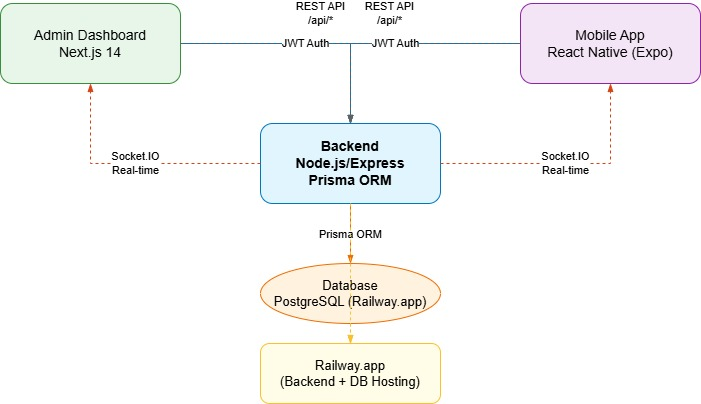 REST API
/api/*
REST API
/api/*
Admin Dashboard
Next.js 14
JWT Auth
JWT Auth
Mobile App
React Native (Expo)
Socket.IO
Real-time
Backend
Node.js/Express
Prisma ORM
Socket.IO
Real-time
Prisma ORM
Database
PostgreSQL (Railway.app)
Railway.app
(Backend + DB Hosting)